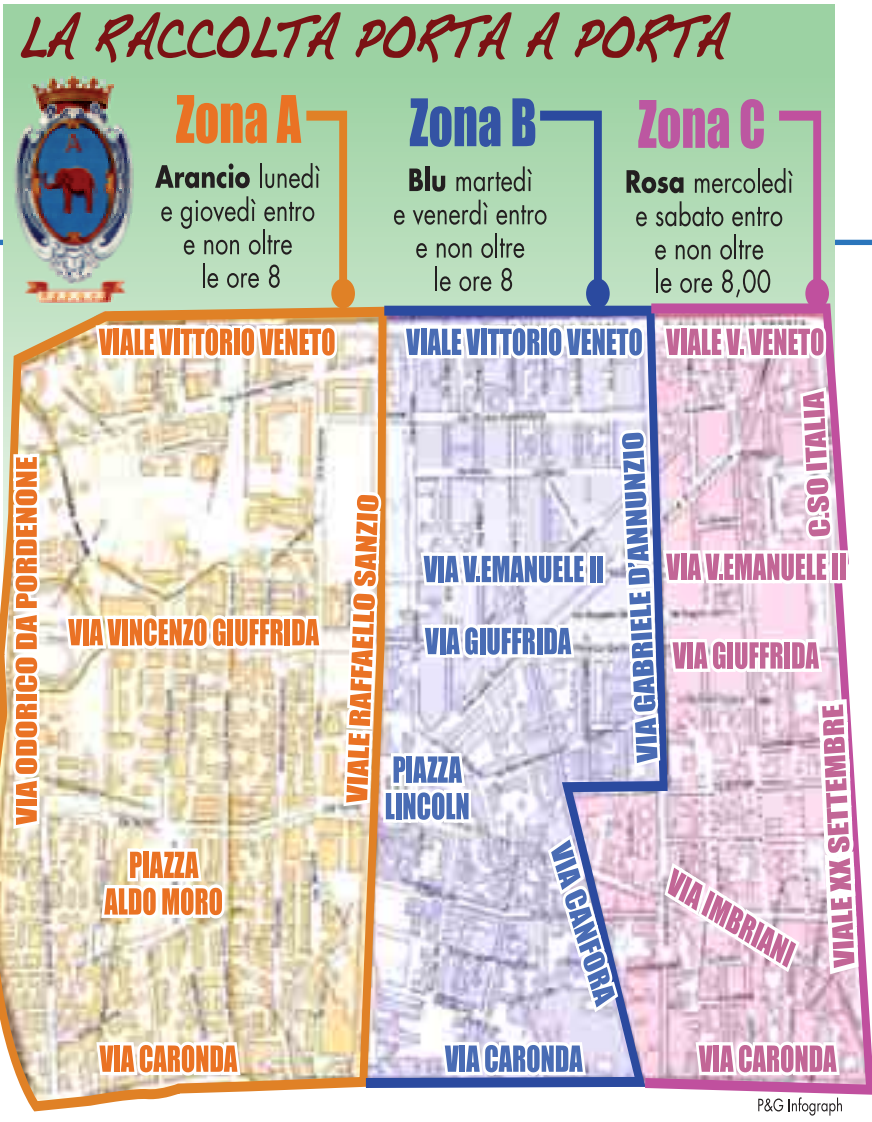 LA RACCOLTA PORTA A PORTA
Zona A
Arancio lunedì
e giovedì entro
e non oltre
le ore 8
Zona B
Blu martedì
e venerdì entro
e non oltre
le ore 8
Zona C
Rosa mercoledì
e sabato entro
e non oltre
le ore 8,00
A
VIALE VITTORIO VENETO
VIA ODORICO DA PORDENONE
VIA VINCENZO GIUFFRIDA
VIALE RAFFAELLO SANZIO
PIAZZA
ALDO MORO
VIA CARONDA
VIALE VITTORIO VENETO
VIA V.EMANUELE II
VIA GIUFFRIDA
VIA GABRIELE D'ANNUNZIO
PIAZZA
LINCOLN
VIA CANFORA
VIA CARONDA
VIALE V. VENETO
C.SO ITALIA
VIA V.EMANUELE II
VIA GIUFFRIDA
VIALE XX SETTEMBRE
VIA IMBRIANI
VIA CARONDA
P&G Infograph